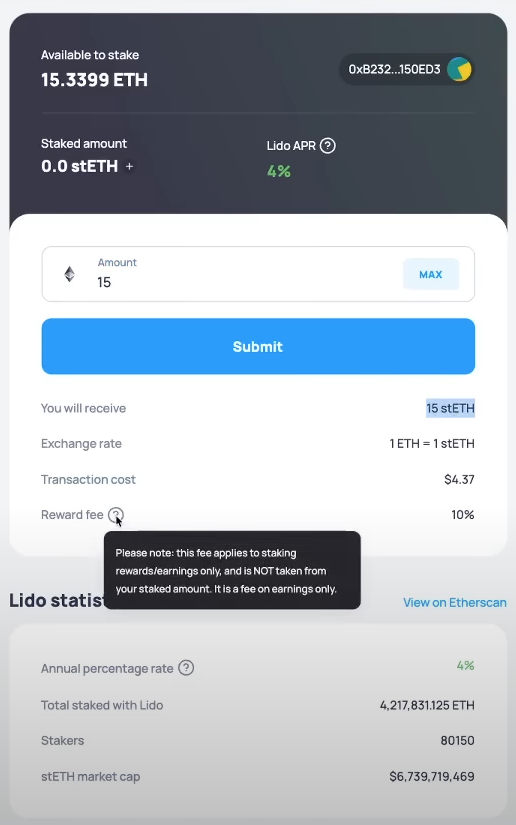 Available to stake
15.3399 ETH
0xB232...150ED3
Staked amount
0.0 stETH +
Lido APR ?
4%
Amount
15
MAX
Submit
You will receive 15 stETH
Exchange rate 1 ETH = 1 stETH
Transaction cost $4.37
Reward fee ? 10%
Please note: this fee applies to staking
rewards/earnings only, and is NOT taken from
your staked amount. It is a fee on earnings only.
Lido statist
View on Etherscan
Annual percentage rate ? 4%
Total staked with Lido 4,217,831.125 ETH
Stakers 80150
stETH market cap $6,739,719,469